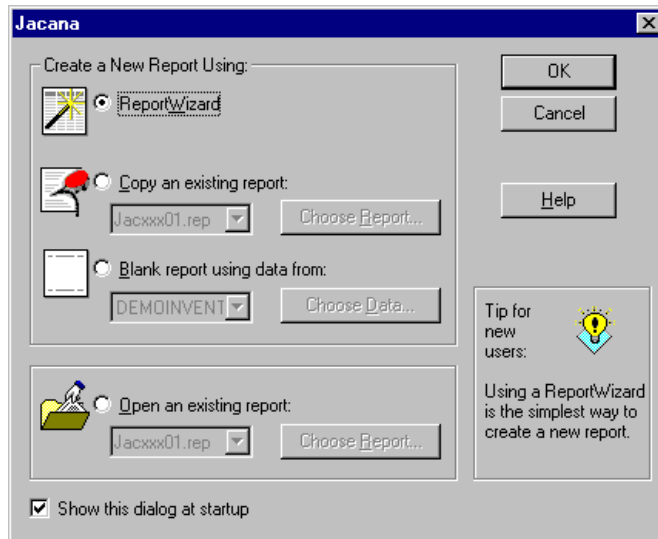 Jacana
Create a New Report Using:
ReportWizard
Copy an existing report:
Jacxxx01.rep
Choose Report...
Blank report using data from:
DEMOINVENT
Choose Data...
Open an existing report:
Jacxxx01.rep
Choose Report...
Show this dialog at startup
OK
Cancel
Help
Tip for
new
users:
Using a ReportWizard
is the simplest way to
create a new report.